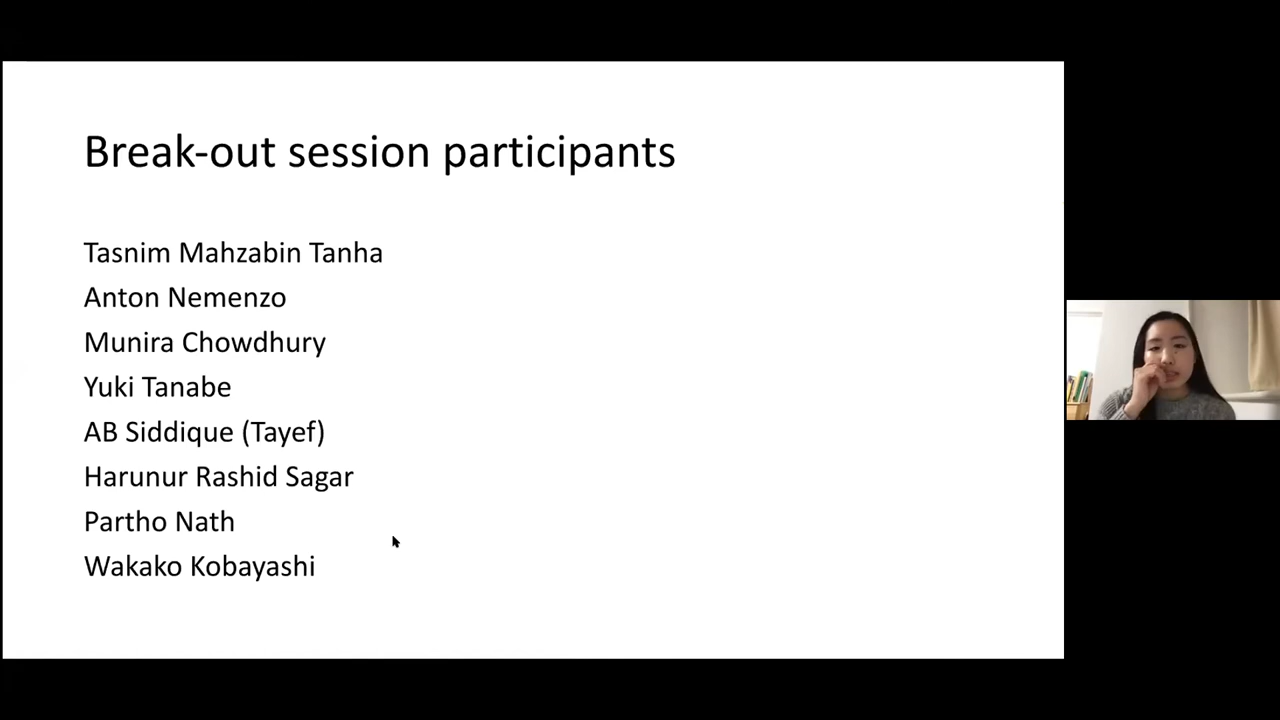 Break-out session participants
Tasnim Mahzabin Tanha
Anton Nemenzo
Munira Chowdhury
Yuki Tanabe
AB Siddique (Tayef)
Harunur Rashid Sagar
Partho Nath
Wakako Kobayashi